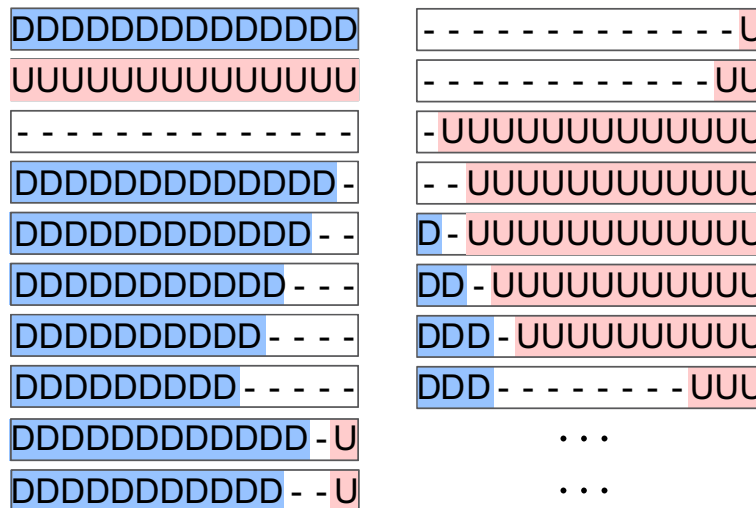 DDDDDDDDDDDDDD
UUUUUUUUUUUUUU
- - - - - - - - - - - - - -
DDDDDDDDDDDDD -
DDDDDDDDDDDD - -
DDDDDDDDDDD - - -
DDDDDDDDDD - - - -
DDDDDDDDD - - - - -
DDDDDDDDDDDD - U
DDDDDDDDDDD - - U
- - - - - - - - - - - - - U
- - - - - - - - - - - - UU
- UUUUUUUUUUUUU
- - UUUUUUUUUUUU
D - UUUUUUUUUUUU
DD - UUUUUUUUUUU
DDD - UUUUUUUUUU
DDD - - - - - - - - UUU
...
...